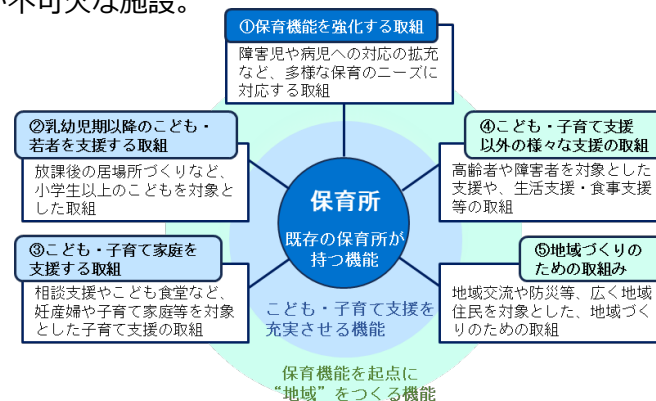 不可欠な施設。
①保育機能を強化する取組
障害児や病児への対応の拡充
など、多様な保育のニーズに
対応する取組
②乳幼児期以降のこども・
若者を支援する取組
放課後の居場所づくりなど、
小学生以上のこどもを対象と
した取組
③こども・子育て家庭を
支援する取組
相談支援やこども食堂など、
妊産婦や子育て家庭等を対象
とした子育て支援の取組
保育所
既存の保育所が
持つ機能
④こども・子育て支援
以外の様々な支援の取組
高齢者や障害者を対象とした
支援や、生活支援・食事支援
等の取組
⑤地域づくりの
ための取組み
地域交流や防災等、広く地域
住民を対象とした、地域づく
りのための取組
こども・子育て支援を
充実させる機能
保育機能を起点に
“地域”をつくる機能